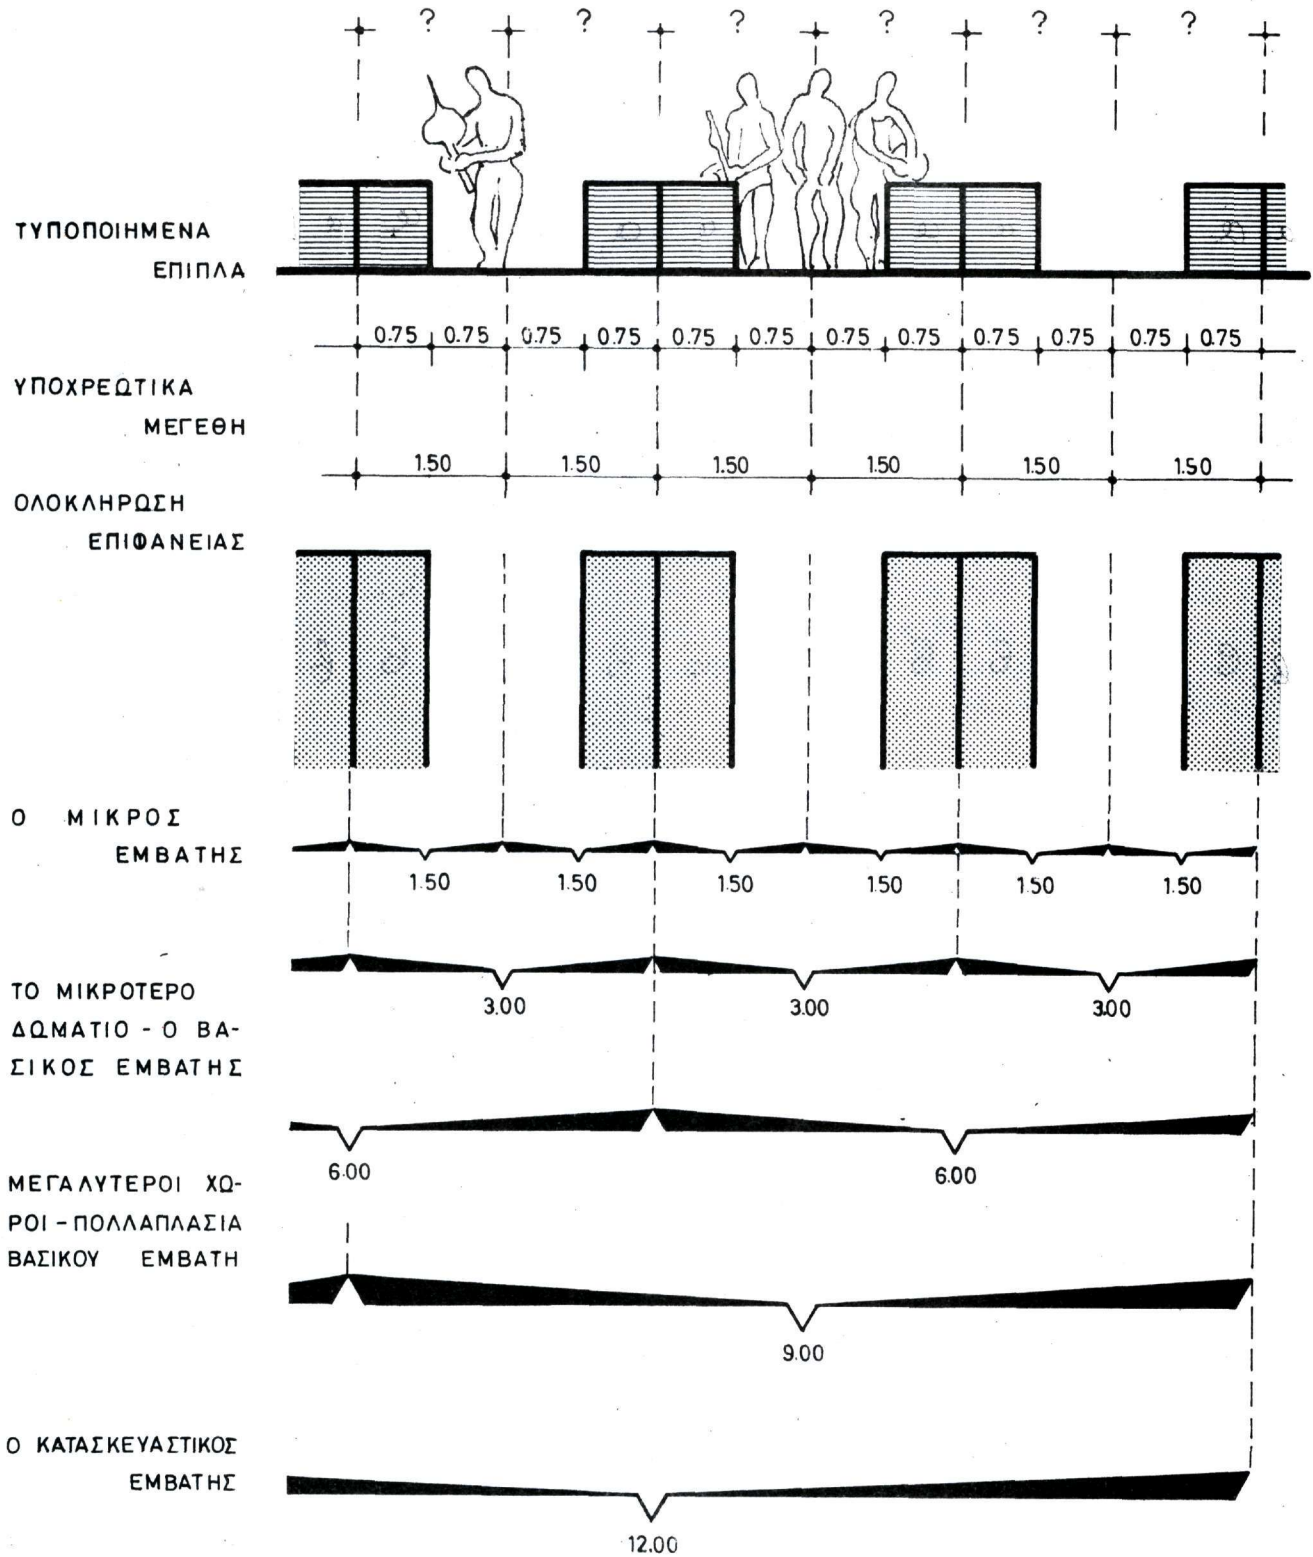 ? ? ? ? ? ?
ΤΥΠΟΠΟΙΗΜΕΝΑ
ΕΠΙΠΛΑ
0.75 0.75 0.75 0.75 0.75 0.75 0.75 0.75 0.75 0.75 0.75 0.75
ΥΠΟΧΡΕΩΤΙΚΑ
ΜΕΓΕΘΗ
1.50 1.50 1.50 1.50 1.50 1.50
ΟΛΟΚΛΗΡΩΣΗ
ΕΠΙΦΑΝΕΙΑΣ
Ο ΜΙΚΡΟΣ
ΕΜΒΑΤΗΣ
1.50 1.50 1.50 1.50 1.50 1.50
ΤΟ ΜΙΚΡΟΤΕΡΟ
ΔΩΜΑΤΙΟ - Ο ΒΑ-
ΣΙΚΟΣ ΕΜΒΑΤΗΣ
3.00 3.00 3.00
6.00 6.00
ΜΕΓΑΛΥΤΕΡΟΙ ΧΩ-
ΡΟΙ - ΠΟΛΛΑΠΛΑΣΙΑ
ΒΑΣΙΚΟΥ ΕΜΒΑΤΗ
9.00
Ο ΚΑΤΑΣΚΕΥΑΣΤΙΚΟΣ
ΕΜΒΑΤΗΣ
12.00